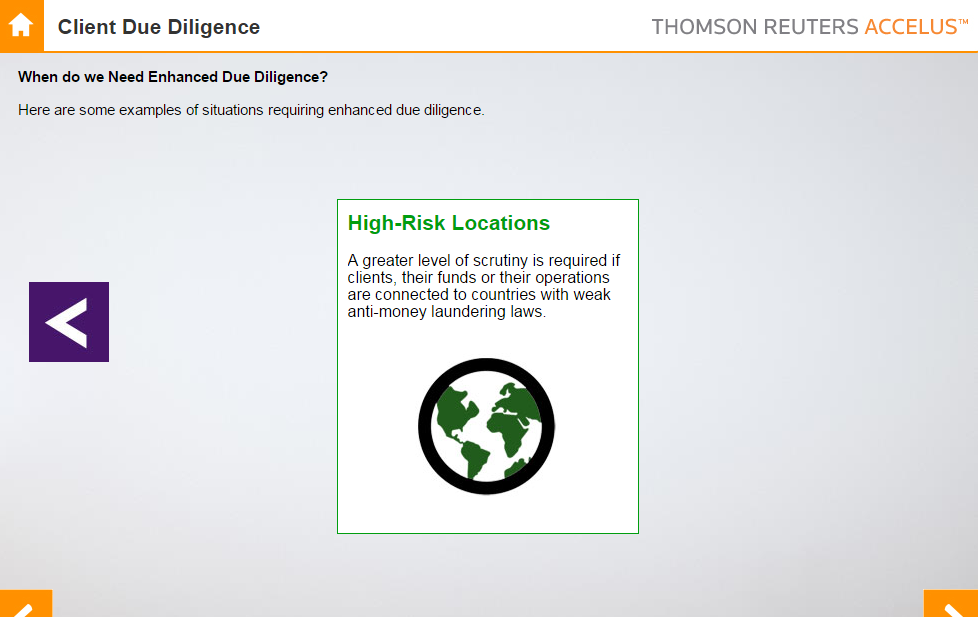 Client Due Diligence
THOMSON REUTERS ACCELUS™
When do we Need Enhanced Due Diligence?
Here are some examples of situations requiring enhanced due diligence.
High-Risk Locations
A greater level of scrutiny is required if
clients, their funds or their operations
are connected to countries with weak
anti-money laundering laws.